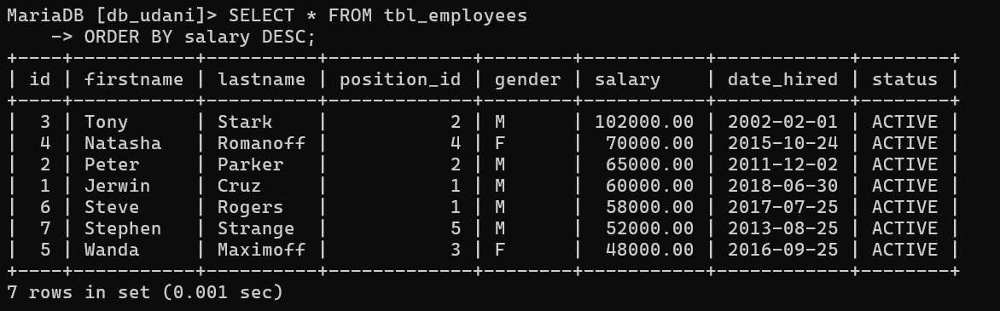 MariaDB [db_udani]> SELECT * FROM tbl_employees
    -> ORDER BY salary DESC;
+----+-----------+----------+-------------+--------+-----------+------------+--------+
| id | firstname | lastname | position_id | gender | salary    | date_hired | status |
+----+-----------+----------+-------------+--------+-----------+------------+--------+
|  3 | Tony      | Stark    |           2 | M      | 102000.00 | 2002-02-01 | ACTIVE |
|  4 | Natasha   | Romanoff |           4 | F      |  70000.00 | 2015-10-24 | ACTIVE |
|  2 | Peter     | Parker   |           2 | M      |  65000.00 | 2011-12-02 | ACTIVE |
|  1 | Jerwin    | Cruz     |           1 | M      |  60000.00 | 2018-06-30 | ACTIVE |
|  6 | Steve     | Rogers   |           1 | M      |  58000.00 | 2017-07-25 | ACTIVE |
|  7 | Stephen   | Strange  |           5 | M      |  52000.00 | 2013-08-25 | ACTIVE |
|  5 | Wanda     | Maximoff |           3 | F      |  48000.00 | 2016-09-25 | ACTIVE |
+----+-----------+----------+-------------+--------+-----------+------------+--------+
7 rows in set (0.001 sec)